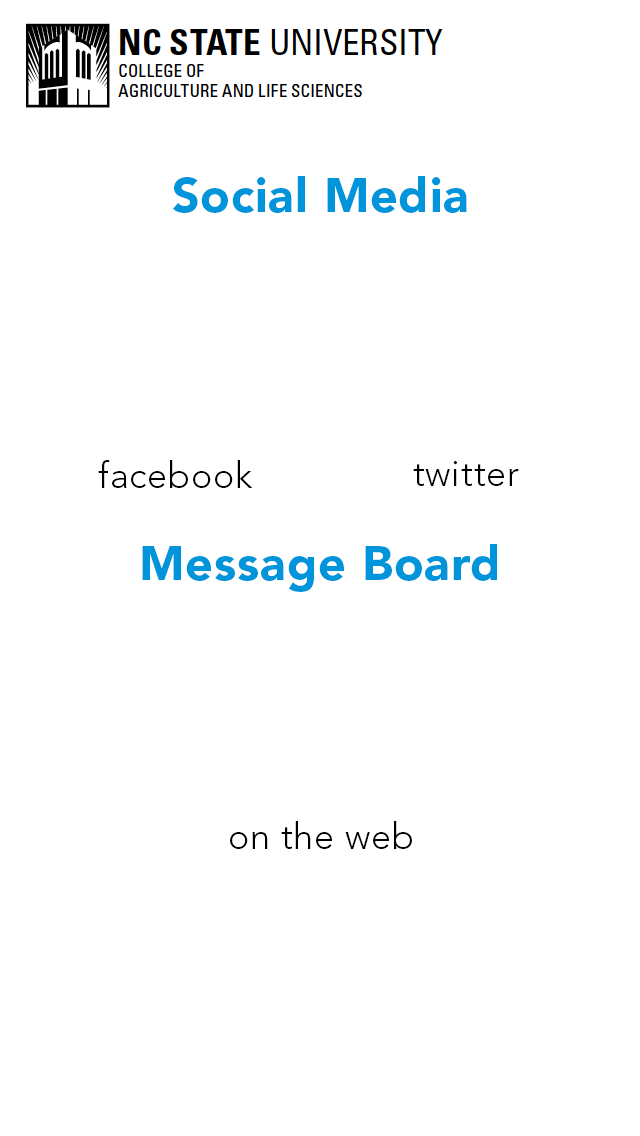 NC STATE UNIVERSITY
COLLEGE OF
AGRICULTURE AND LIFE SCIENCES
Social Media
facebook twitter
Message Board
on the web